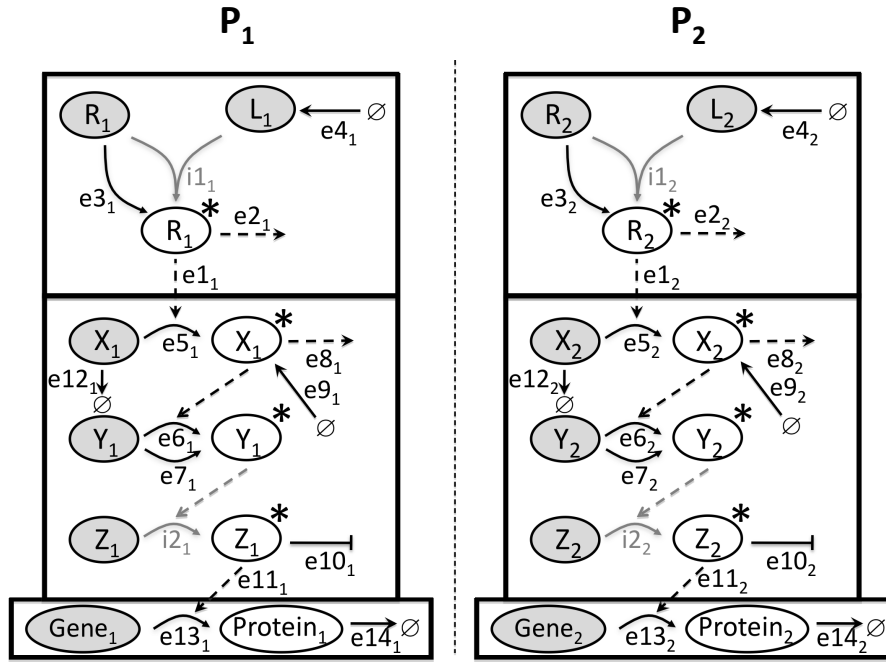 P1 P2
R1 L1 ∅ R2 L2 ∅
e41 e42
i11 i12
e31 * e21 e32 * e22
R1 R2
e11 e12
X1 e51 X1 * e81 X2 e52 X2 * e82
e121 e91 e122 e92
∅ ∅ ∅ ∅
Y1 e61 Y1 * Y2 e62 Y2 *
e71 e72
Z1 i21 Z1 * e101 Z2 i22 Z2 * e102
e111 e112
Gene1 e131 Protein1 e141 ∅ Gene2 e132 Protein2 e142 ∅